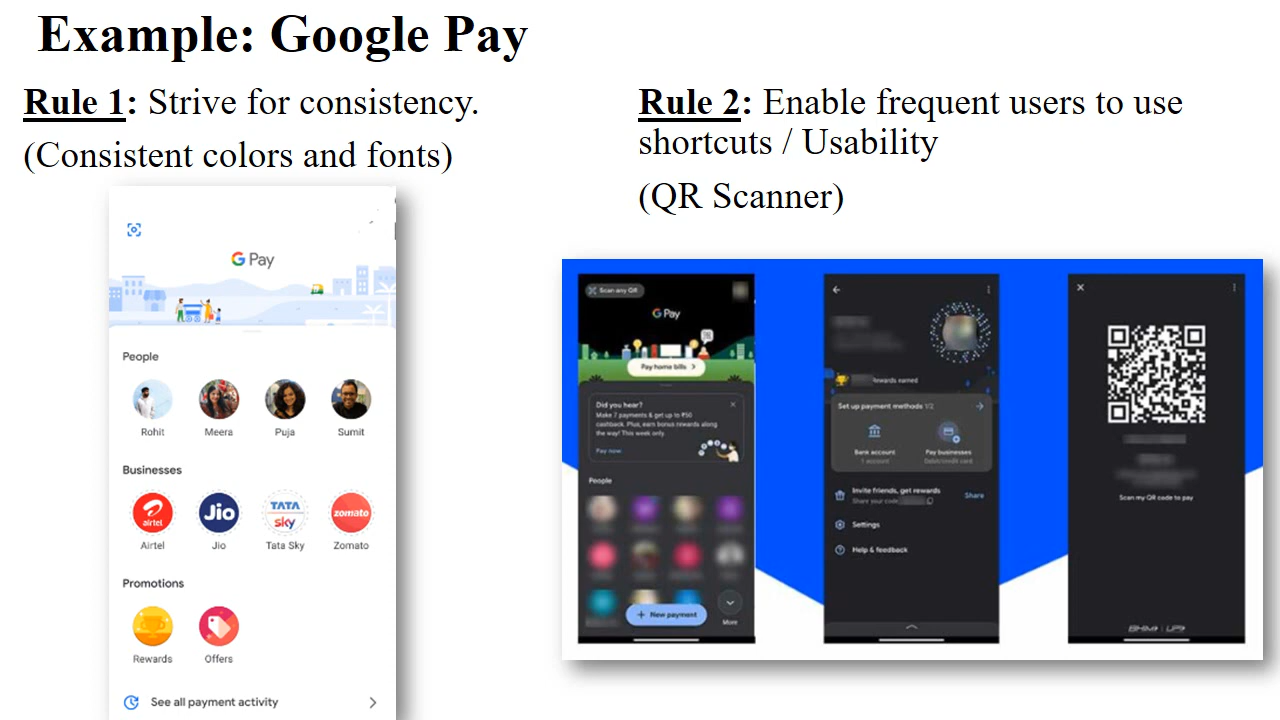 Example: Google Pay
Rule 1: Strive for consistency.
(Consistent colors and fonts)
G Pay
People
Rohit Meera Puja Sumit
Businesses
airtel Jio TATA sky zomato
Airtel Jio Tata Sky Zomato
Promotions
Rewards Offers
See all payment activity
Rule 2: Enable frequent users to use
shortcuts / Usability
(QR Scanner)
Scan any QR
G Pay
Pay home bills
Did you hear?
Make 7 payments & get up to ₹50
cashback. Plus, earn bonus rewards along
the way! This week only.
Pay now
People
+ New payment
More
Rewards earned
Set up payment methods 1/2
Bank account Pay businesses
1 account Debit/credit card
Invite friends, get rewards
Share your code
Share
Settings
Help & feedback
Scan my QR code to pay
BHIM UPI